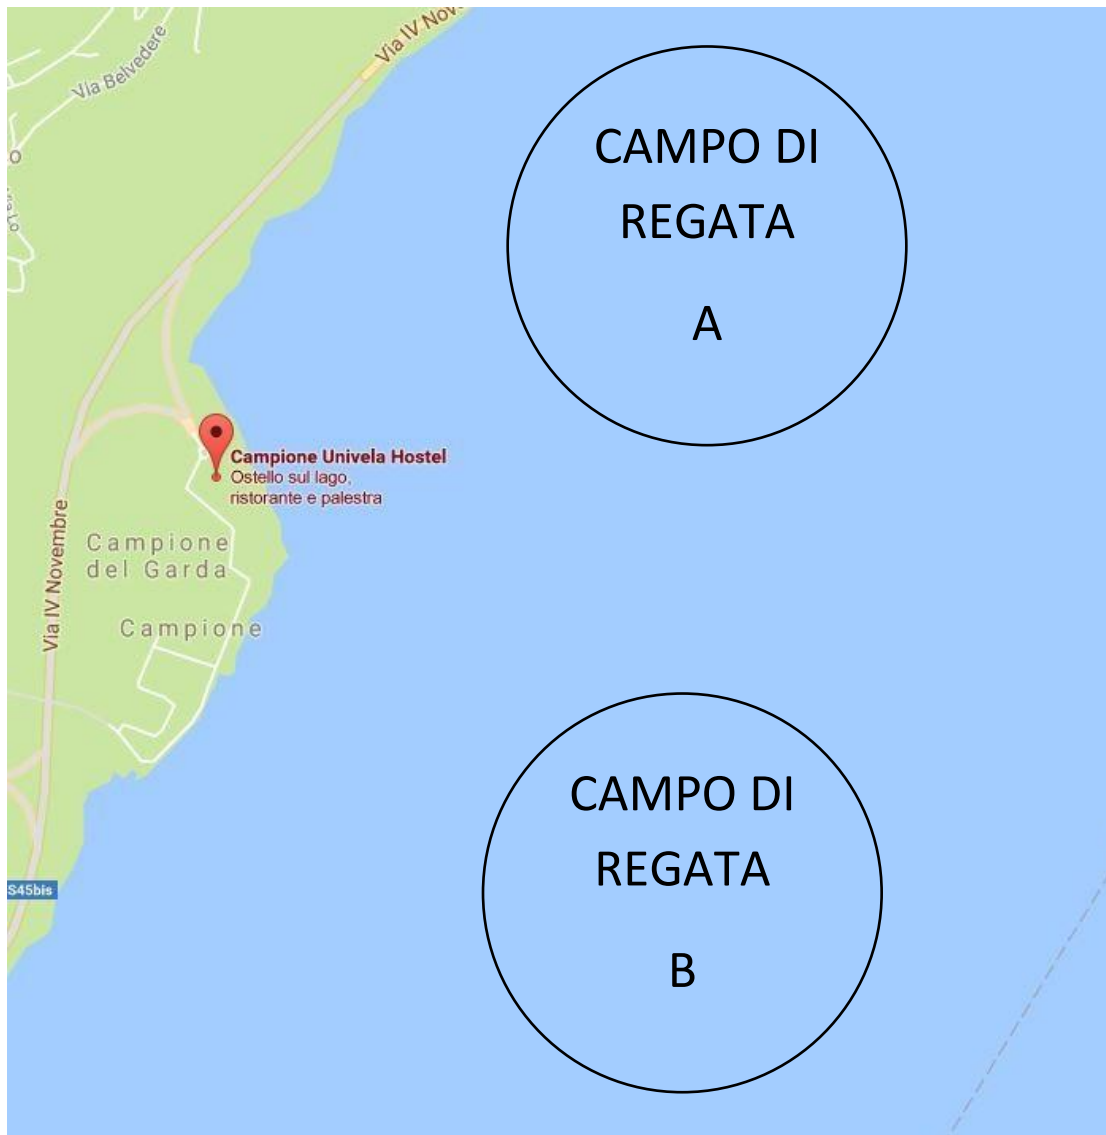 Via IV Nove
Via Belvedere
CAMPO DI
REGATA
A
Campione Univela Hostel
Ostello sul lago,
ristorante e palestra
Campione
del Garda
Via IV Novembre
Campione
CAMPO DI
REGATA
B
S45bis